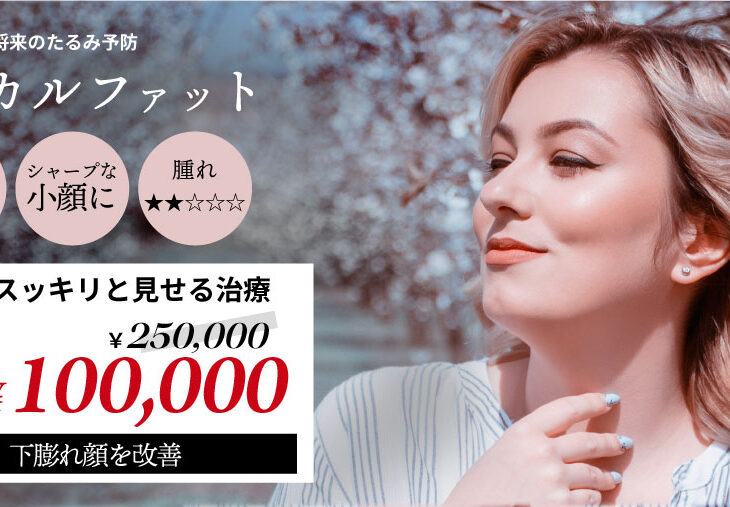 将来のたるみ予防
カルファット
シャープな
小顔に
腫れ
★★☆☆☆
スッキリと見せる治療
¥250,000
¥100,000
下膨れ顔を改善